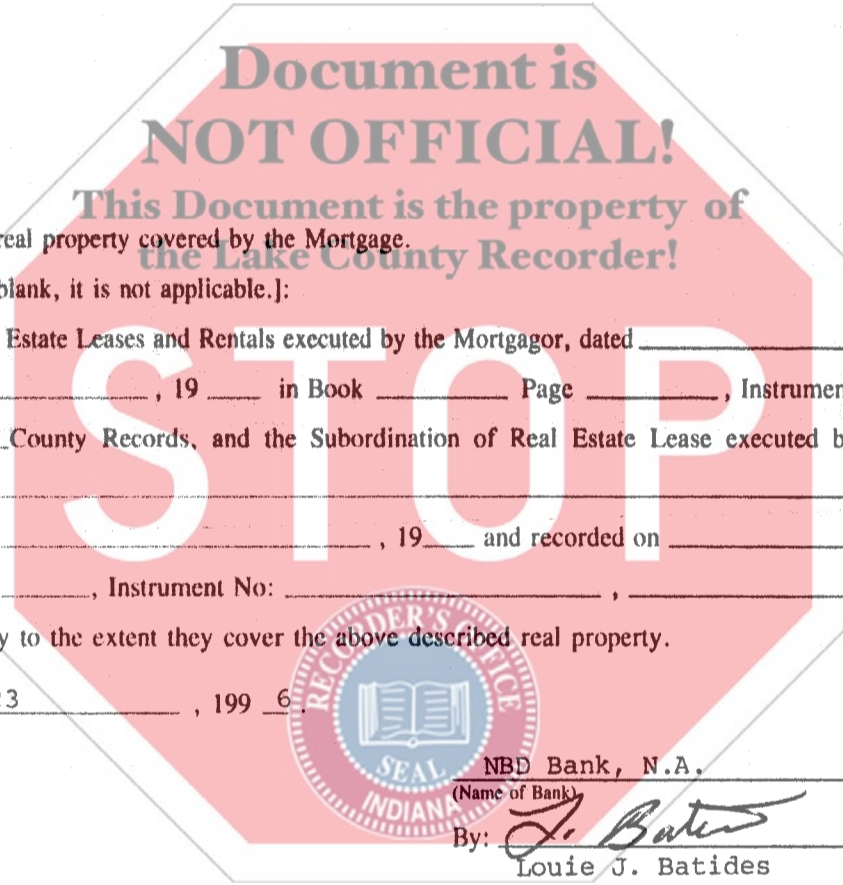 Document is
NOT OFFICIAL!
This Document is the property of
the Lake County Recorder!
real property covered by the Mortgage.
blank, it is not applicable.]:
Estate Leases and Rentals executed by the Mortgagor, dated
, 19 in Book Page , Instrumen
County Records, and the Subordination of Real Estate Lease executed b
, 19 and recorded on
, Instrument No: ,
y to the extent they cover the above described real property.
3 , 199 6.
STOP
RECORDER'S OFFICE
SEAL
INDIANA
NBD Bank, N.A.
(Name of Bank)
By: L. Batides
Louie J. Batides